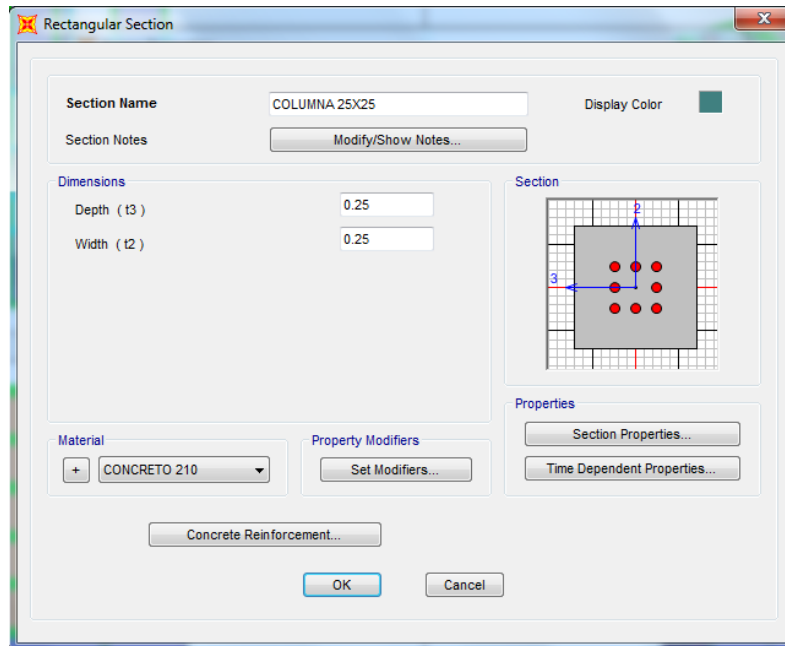 Rectangular Section
X
Section Name
COLUMNA 25X25
Display Color
Section Notes
Modify/Show Notes...
Dimensions
Depth ( t3 )
0.25
Width ( t2 )
0.25
Section
2
3
Properties
Section Properties...
Time Dependent Properties...
Material
+
CONCRETO 210
Property Modifiers
Set Modifiers...
Concrete Reinforcement...
OK
Cancel